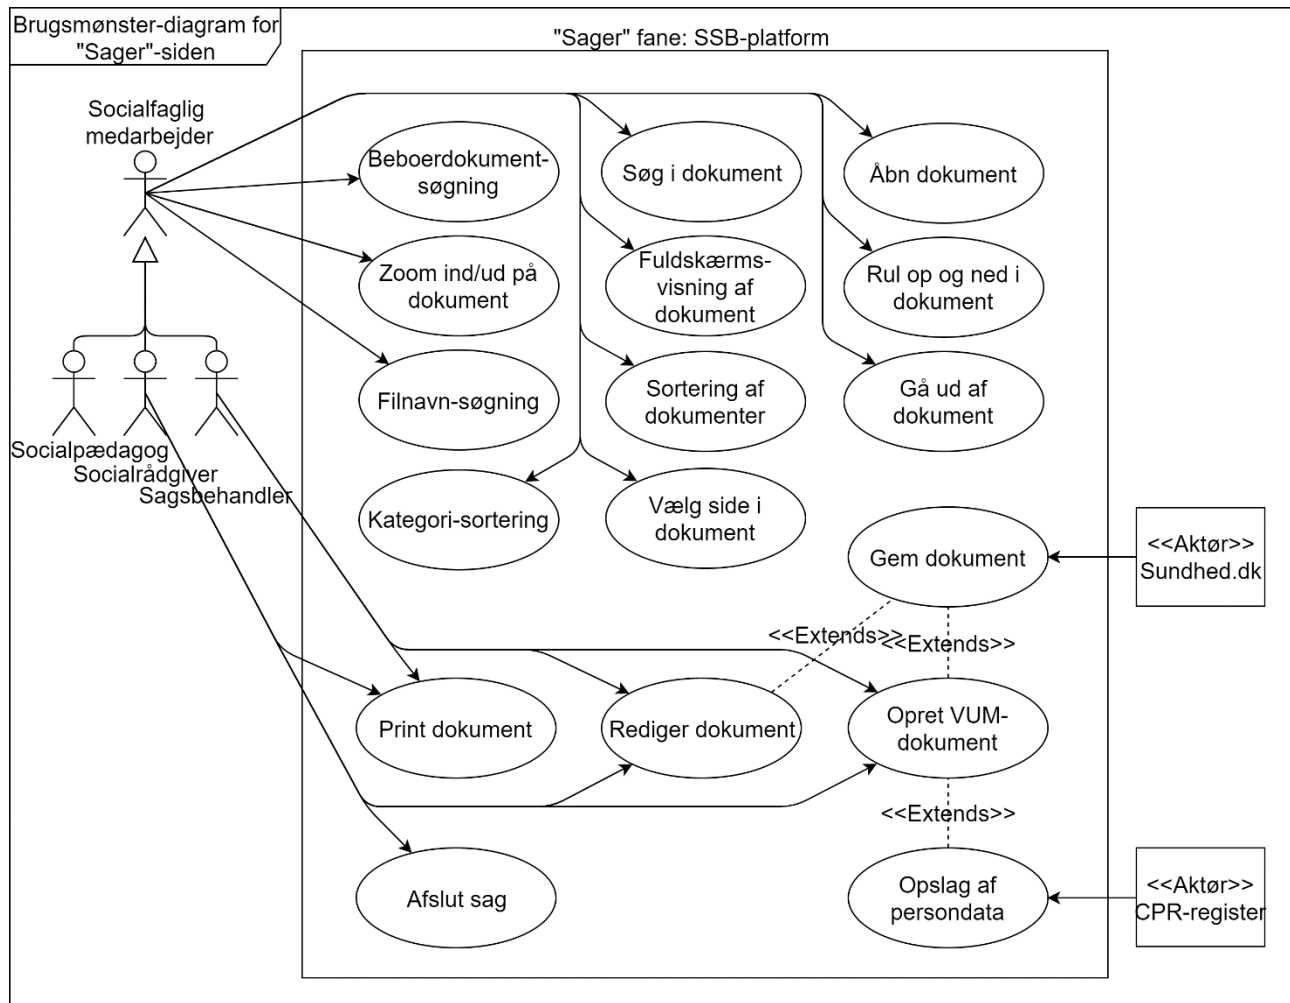 Brugsmønster-diagram for
"Sager"-siden
"Sager" fane: SSB-platform
Socialfaglig
medarbejder
Beboerdokument-
søgning
Søg i dokument
Åbn dokument
Zoom ind/ud på
dokument
Fuldskærms-
visning af
dokument
Rul op og ned i
dokument
Filnavn-søgning
Sortering af
dokumenter
Gå ud af
dokument
Socialpædagog
Socialrådgiver
Sagsbehandler
Kategori-sortering
Vælg side i
dokument
Gem dokument
<<Aktør>>
Sundhed.dk
<<Extends>>
<<Extends>>
Print dokument
Rediger dokument
Opret VUM-
dokument
<<Extends>>
Afslut sag
Opslag af
persondata
<<Aktør>>
CPR-register